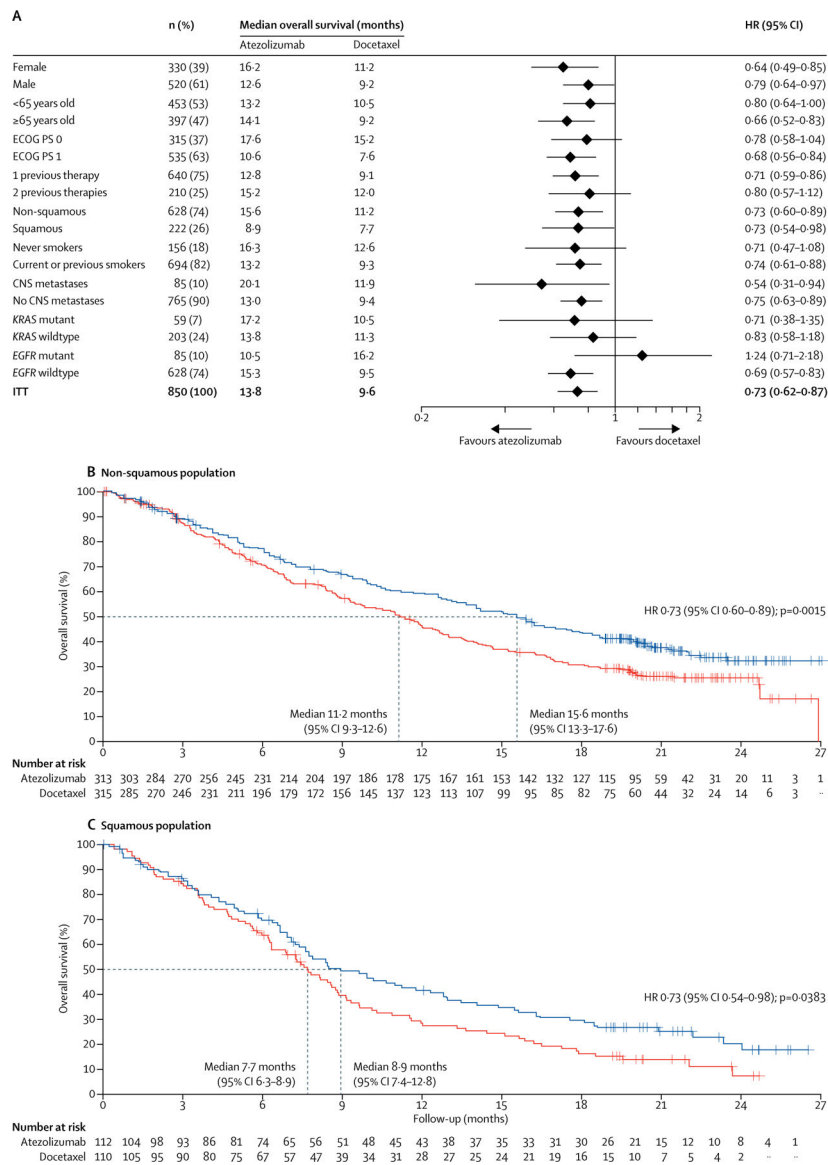 A
n (%) Median overall survival (months) HR (95% CI)
Atezolizumab Docetaxel
Female 330 (39) 16·2 11·2 0·64 (0·49–0·85)
Male 520 (61) 12·6 9·2 0·79 (0·64–0·97)
<65 years old 453 (53) 13·2 10·5 0·80 (0·64–1·00)
≥65 years old 397 (47) 14·1 9·2 0·66 (0·52–0·83)
ECOG PS 0 315 (37) 17·6 15·2 0·78 (0·58–1·04)
ECOG PS 1 535 (63) 10·6 7·6 0·68 (0·56–0·84)
1 previous therapy 640 (75) 12·8 9·1 0·71 (0·59–0·86)
2 previous therapies 210 (25) 15·2 12·0 0·80 (0·57–1·12)
Non-squamous 628 (74) 15·6 11·2 0·73 (0·60–0·89)
Squamous 222 (26) 8·9 7·7 0·73 (0·54–0·98)
Never smokers 156 (18) 16·3 12·6 0·71 (0·47–1·08)
Current or previous smokers 694 (82) 13·2 9·3 0·74 (0·61–0·88)
CNS metastases 85 (10) 20·1 11·9 0·54 (0·31–0·94)
No CNS metastases 765 (90) 13·0 9·4 0·75 (0·63–0·89)
KRAS mutant 59 (7) 17·2 10·5 0·71 (0·38–1·35)
KRAS wildtype 203 (24) 13·8 11·3 0·83 (0·58–1·18)
EGFR mutant 85 (10) 10·5 16·2 1·24 (0·71–2·18)
EGFR wildtype 628 (74) 15·3 9·5 0·69 (0·57–0·83)
ITT 850 (100) 13·8 9·6 0·73 (0·62–0·87)
0·2 1 2
Favours atezolizumab Favours docetaxel
B Non-squamous population
100
90
80
70
60
50
40
30
20
10
0
Overall survival (%)
HR 0·73 (95% CI 0·60–0·89); p=0·0015
Median 11·2 months
(95% CI 9·3–12·6)
Median 15·6 months
(95% CI 13·3–17·6)
0 3 6 9 12 15 18 21 24 27
Number at risk
Atezolizumab 313 303 284 270 256 245 231 214 204 197 186 178 175 167 161 153 142 132 127 115 95 59 42 31 20 11 3 1
Docetaxel 315 285 270 246 231 211 196 179 172 156 145 137 123 113 107 99 95 85 82 75 60 44 32 24 14 6 3 ··
C Squamous population
100
90
80
70
60
50
40
30
20
10
0
Overall survival (%)
HR 0·73 (95% CI 0·54–0·98); p=0·0383
Median 7·7 months
(95% CI 6·3–8·9)
Median 8·9 months
(95% CI 7·4–12·8)
0 3 6 9 12 15 18 21 24 27
Follow-up (months)
Number at risk
Atezolizumab 112 104 98 93 86 81 74 65 56 51 48 45 43 38 37 35 33 31 30 26 21 15 12 10 8 4 1
Docetaxel 110 105 95 90 80 75 67 57 47 39 34 31 28 27 25 24 21 19 16 15 10 7 5 4 2 ·· ··